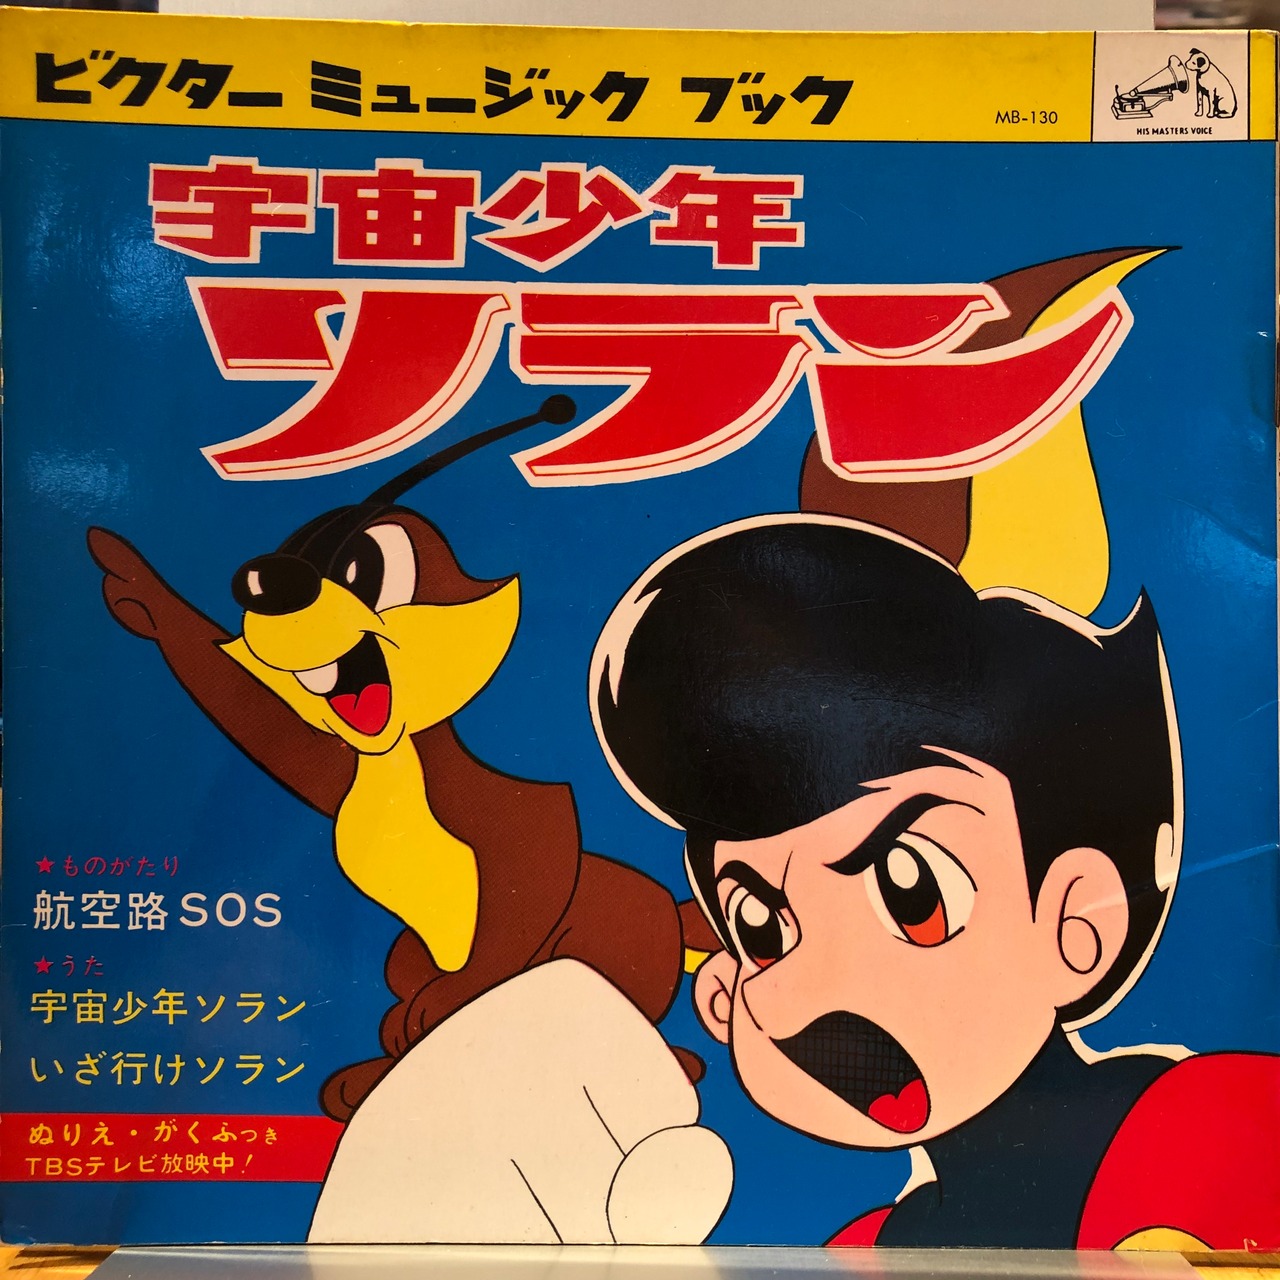 ビクター ミュージック ブック
MB-130
HIS MASTERS VOICE
宇宙少年
ソラン
★ものがたり
航空路SOS
★うた
宇宙少年ソラン
いざ行けソラン
ぬりえ・がくふつき
TBSテレビ放映中!